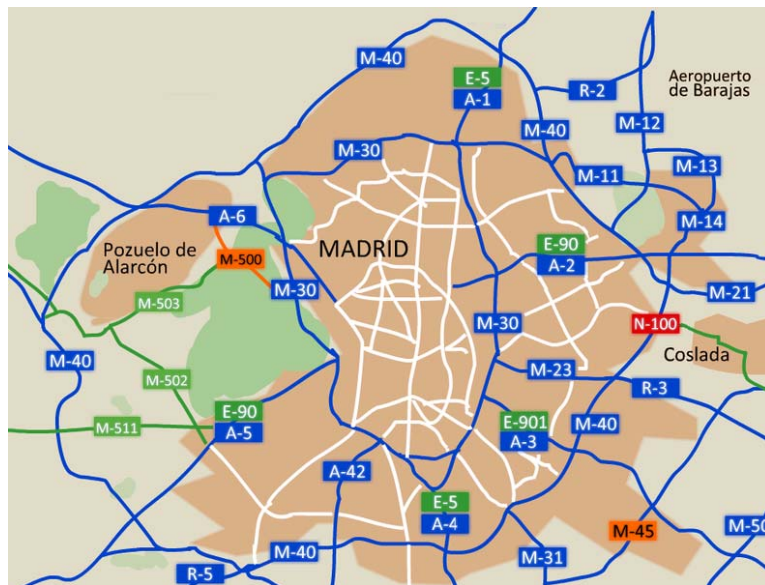 M-40
E-5
A-1
R-2
Aeropuerto
de Barajas
M-30
M-40
M-12
M-11
M-13
M-14
A-6
Pozuelo de
Alarcón
M-500
MADRID
E-90
A-2
M-503
M-30
M-21
M-30
N-100
Coslada
M-40
M-23
R-3
M-502
E-90
A-5
M-511
E-901
A-3
M-40
A-42
E-5
A-4
M-45
M-50
R-5
M-40
M-31